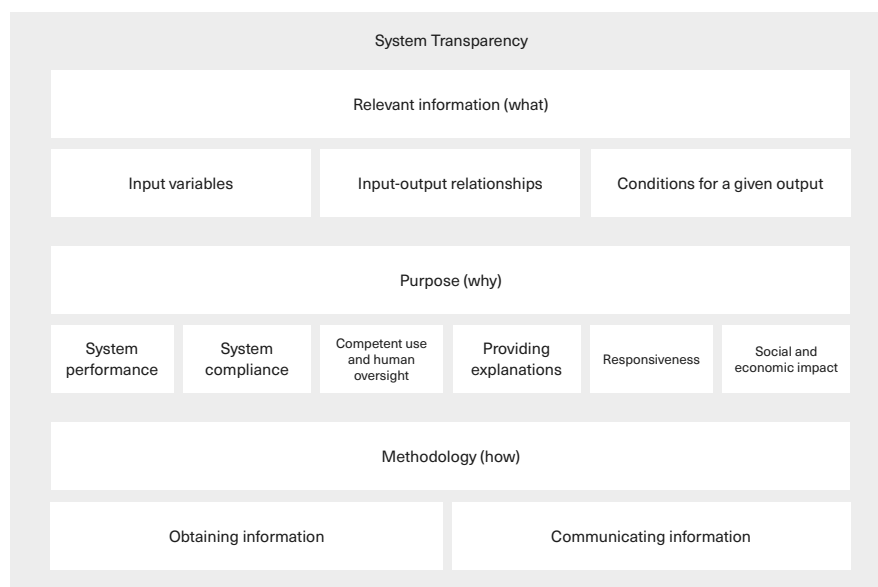 System Transparency
Relevant information (what)
Input variables
Input-output relationships
Conditions for a given output
Purpose (why)
System
performance
System
compliance
Competent use
and human
oversight
Providing
explanations
Responsiveness
Social and
economic impact
Methodology (how)
Obtaining information
Communicating information